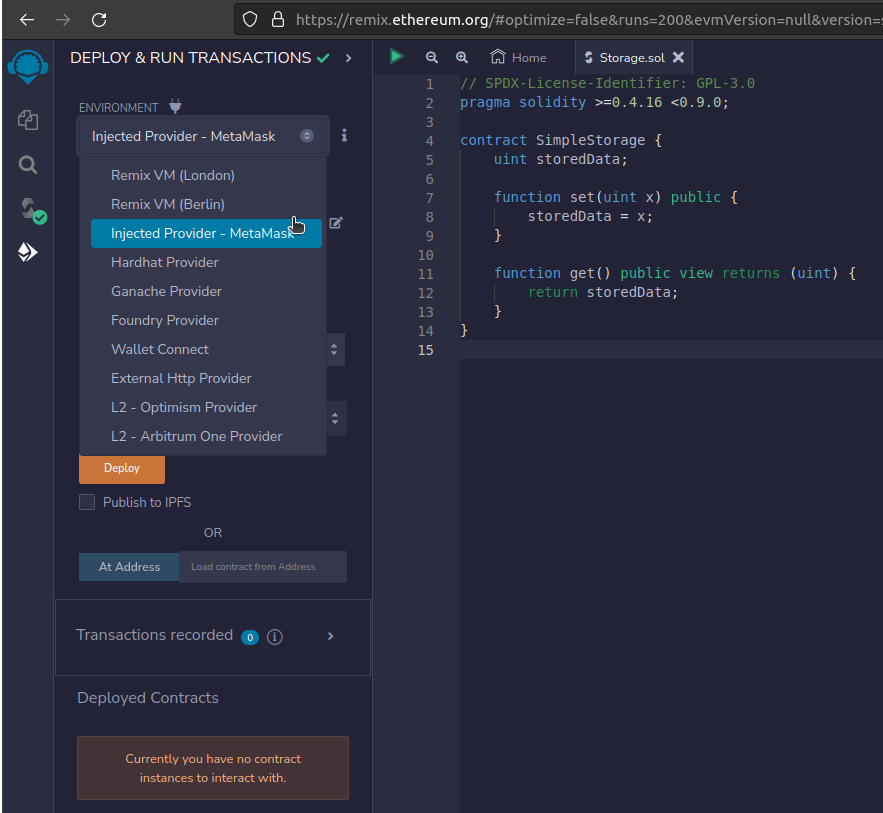 https://remix.ethereum.org/#optimize=false&runs=200&evmVersion=null&version=s
DEPLOY & RUN TRANSACTIONS
ENVIRONMENT
Injected Provider - MetaMask
Remix VM (London)
Remix VM (Berlin)
Injected Provider - MetaMask
Hardhat Provider
Ganache Provider
Foundry Provider
Wallet Connect
External Http Provider
L2 - Optimism Provider
L2 - Arbitrum One Provider
Deploy
Publish to IPFS
OR
At Address
Load contract from Address
Transactions recorded 0 i
Deployed Contracts
Currently you have no contract
instances to interact with.
Home
Storage.sol
1 // SPDX-License-Identifier: GPL-3.0
2 pragma solidity >=0.4.16 <0.9.0;
3
4 contract SimpleStorage {
5 uint storedData;
6
7 function set(uint x) public {
8 storedData = x;
9 }
10
11 function get() public view returns (uint) {
12 return storedData;
13 }
14 }
15